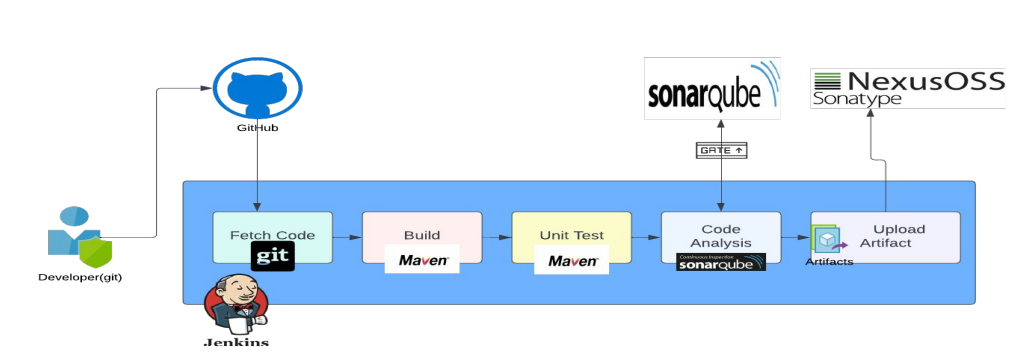 GitHub
sonarqube
NexusOSS
Sonatype
GATE ↑
Fetch Code
git
Build
Maven
Unit Test
Maven
Code
Analysis
Continuous Inspection
sonarqube
Upload
Artifact
Artifacts
Developer(git)
Jenkins